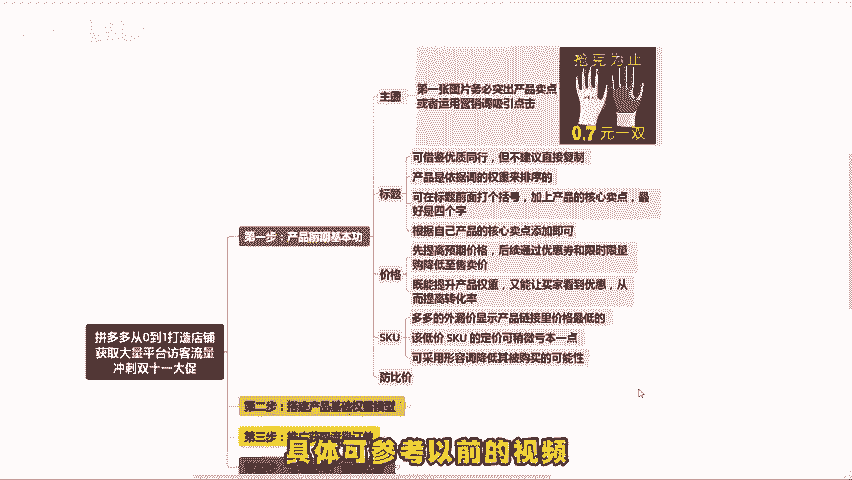 主图
第一张图片务必突出产品卖点
或者运用营销词吸引点击
抢完为止
0.7元一双
标题
可借鉴优质同行，但不建议直接复制
产品是依据词的权重来排序的
可在标题前面打个括号，加上产品的核心卖点，最
好是四个字
根据自己产品的核心卖点添加即可
第一步：产品前期基本功
价格
先提高预期价格，后续通过优惠券和限时限量
购降低至售卖价
既能提升产品权重，又能让买家看到优惠，从
而提高转化率
SKU
多多的外漏价显示产品链接里价格最低的
该低价 SKU 的定价可稍微亏本一点
可采用形容词降低其被购买的可能性
防比价
拼多多从0到1打造店铺
获取大量平台访客流量
冲刺双十一大促
第二步：搭建产品基础权重模型
第三步：
具体可参考以前的视频